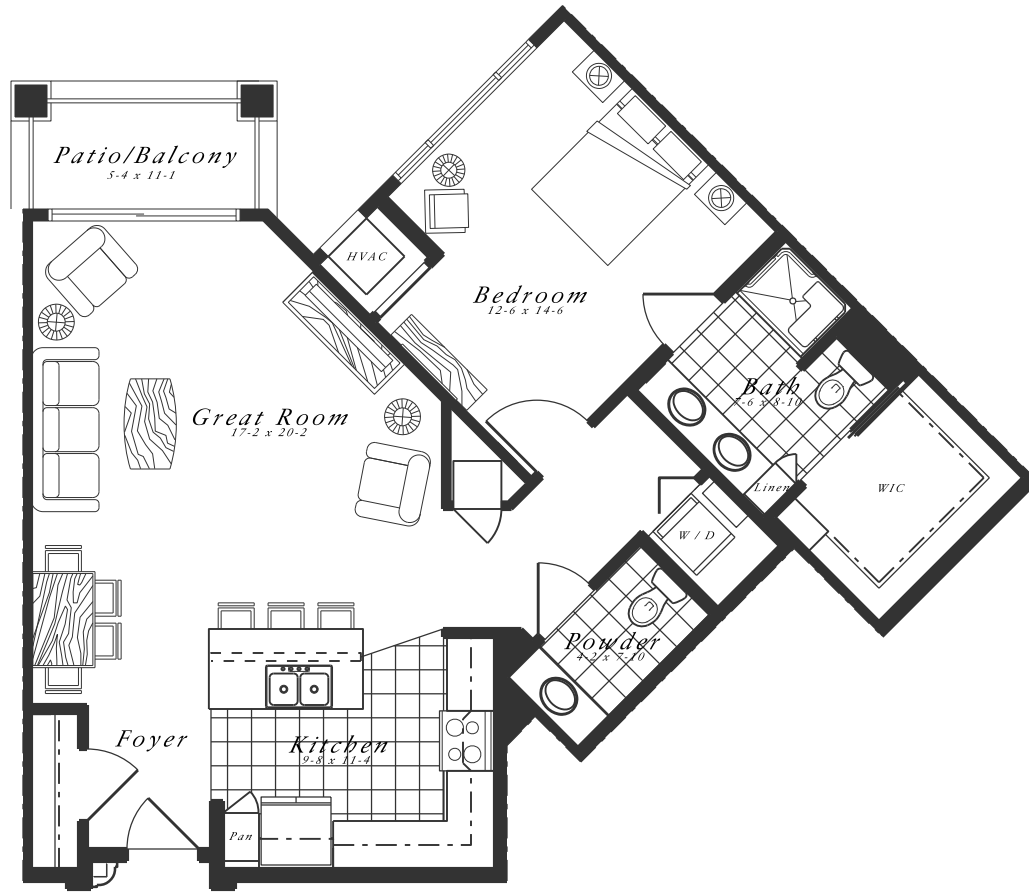 Patio/Balcony
5-4 x 11-1
HVAC
Bedroom
12-6 x 14-6
Great Room
17-2 x 20-2
Bath
7-6 x 8-10
Linen
WIC
W / D
Powder
4-2 x 7-10
Foyer
Kitchen
9-8 x 11-4
Pan